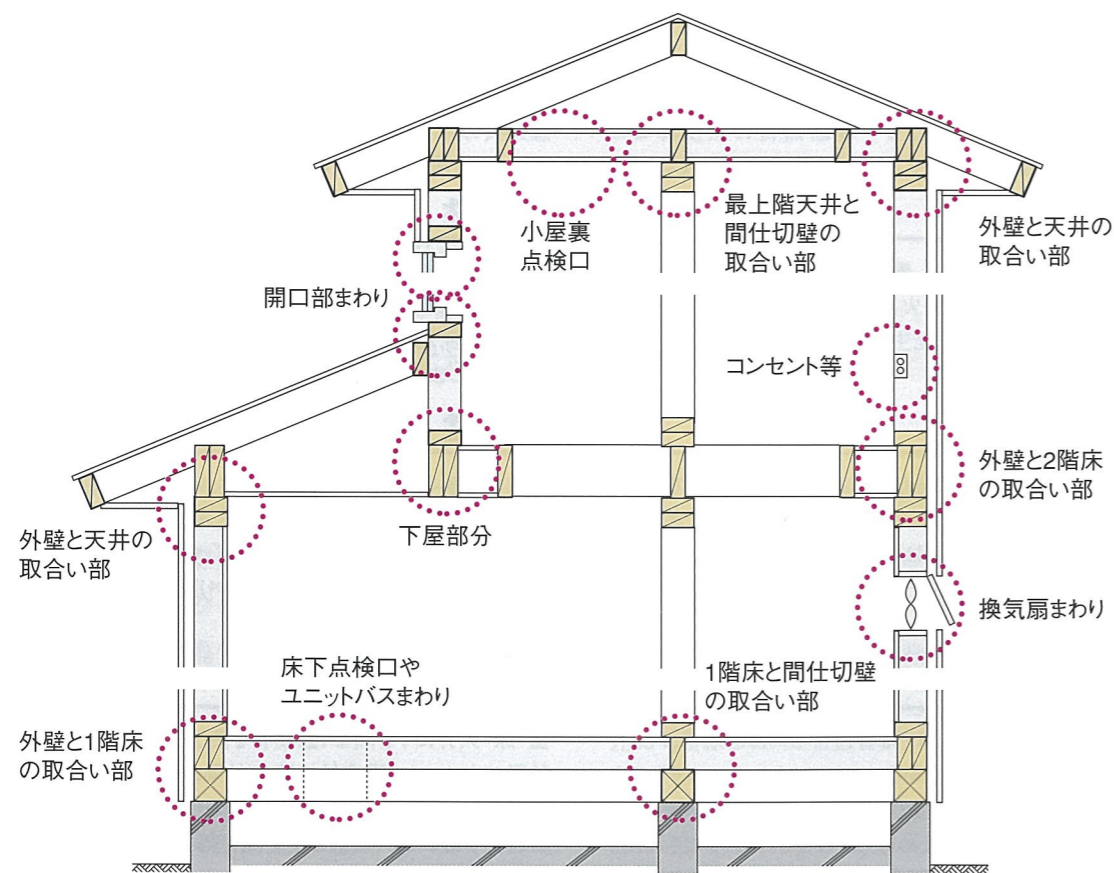 小屋裏
点検口
最上階天井と
間仕切壁の
取合い部
外壁と天井の
取合い部
開口部まわり
コンセント等
外壁と2階床
の取合い部
外壁と天井の
取合い部
下屋部分
換気扇まわり
床下点検口や
ユニットバスまわり
1階床と間仕切壁
の取合い部
外壁と1階床
の取合い部